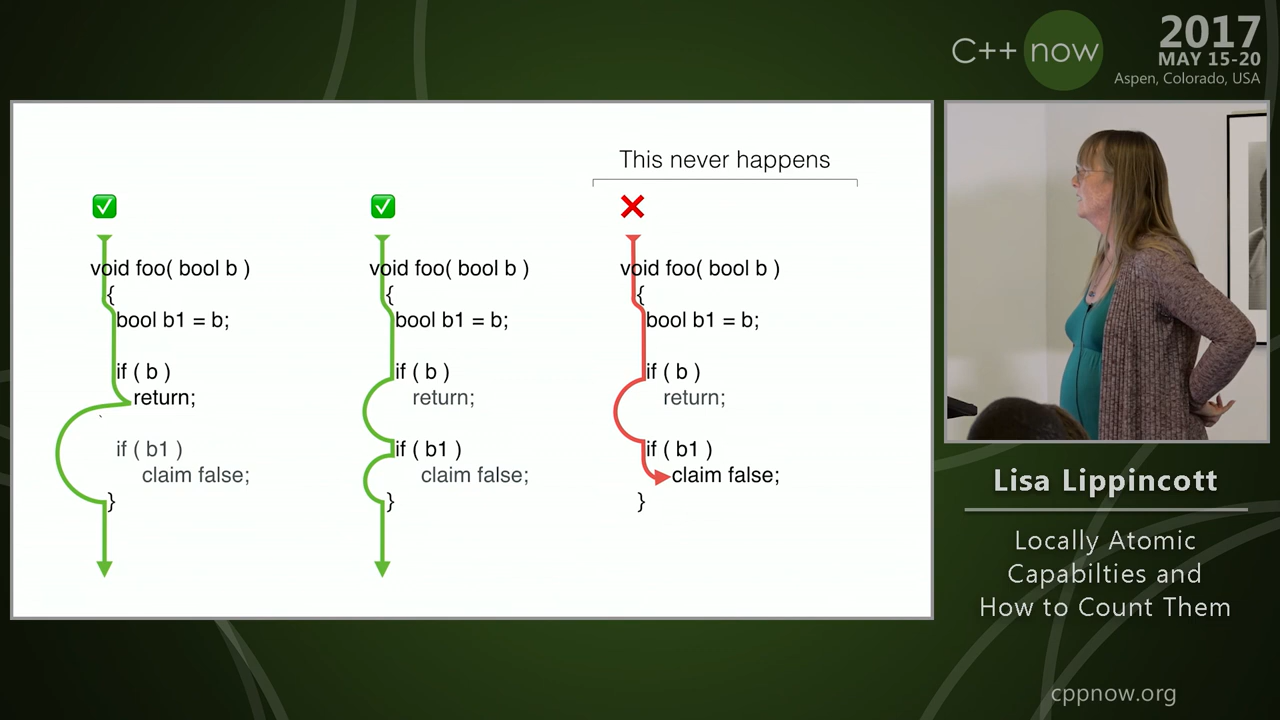 C++ now
2017
MAY 15-20
Aspen, Colorado, USA
This never happens
void foo( bool b )
{
bool b1 = b;
if ( b )
return;
if ( b1 )
claim false;
}
void foo( bool b )
{
bool b1 = b;
if ( b )
return;
if ( b1 )
claim false;
}
void foo( bool b )
{
bool b1 = b;
if ( b )
return;
if ( b1 )
claim false;
}
Lisa Lippincott
Locally Atomic
Capabilties and
How to Count Them
cppnow.org